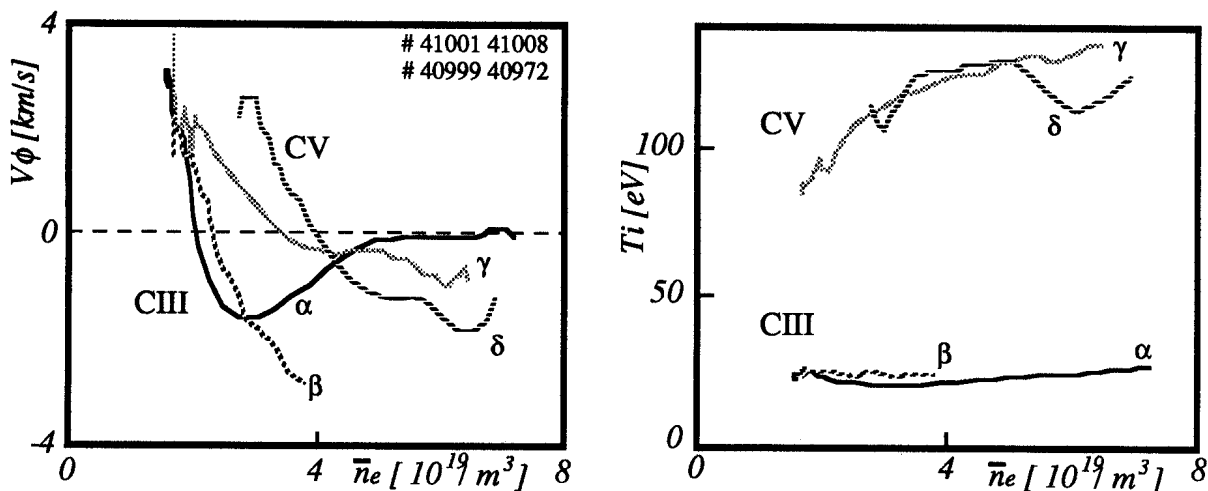 4
# 41001 41008
# 40999 40972
Vϕ [km/s]
CV
0
γ
CIII
α
δ
β
-4
0
4
n̅e [ 10¹⁹/m³ ]
8
γ
CV
δ
100
Ti [eV]
50
CIII
β
α
0
0
4
n̅e [ 10¹⁹/m³ ]
8